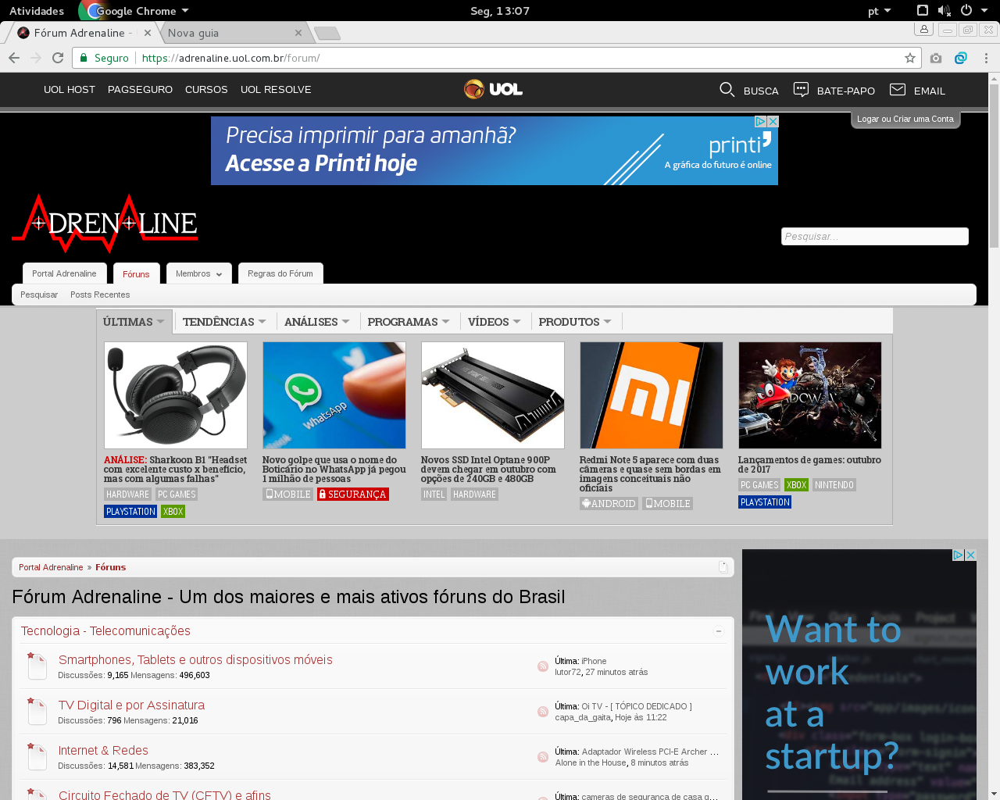 Atividades Google Chrome Seg, 13:07 pt
Fórum Adrenaline - Nova guia
Seguro https://adrenaline.uol.com.br/forum/
UOL HOST PAGSEGURO CURSOS UOL RESOLVE UOL BUSCA BATE-PAPO EMAIL
Logar ou Criar uma Conta
Precisa imprimir para amanhã?
Acesse a Printi hoje
printi
A gráfica do futuro é online
ADRENALINE
Pesquisar...
Portal Adrenaline Fóruns Membros Regras do Fórum
Pesquisar Posts Recentes
ÚLTIMAS TENDÊNCIAS ANÁLISES PROGRAMAS VÍDEOS PRODUTOS
WhatsApp
ANÁLISE: Sharkoon B1 "Headset
com excelente custo x benefício,
mas com algumas falhas"
HARDWARE PC GAMES
PLAYSTATION XBOX
Novo golpe que usa o nome do
Boticário no WhatsApp já pegou
1 milhão de pessoas
MOBILE SEGURANÇA
Novos SSD Intel Optane 900P
devem chegar em outubro com
opções de 240GB e 480GB
INTEL HARDWARE
Redmi Note 5 aparece com duas
câmeras e quase sem bordas em
imagens conceituais não
oficiais
ANDROID MOBILE
Lançamentos de games: outubro
de 2017
PC GAMES XBOX NINTENDO
PLAYSTATION
Portal Adrenaline » Fóruns
Fórum Adrenaline - Um dos maiores e mais ativos fóruns do Brasil
Tecnologia - Telecomunicações
Smartphones, Tablets e outros dispositivos móveis
Discussões: 9,165 Mensagens: 496,603
Última: iPhone
lutor72, 27 minutos atrás
TV Digital e por Assinatura
Discussões: 796 Mensagens: 21,016
Última: Oi TV - [ TÓPICO DEDICADO ]
capa_da_gaita, Hoje às 11:22
Internet & Redes
Discussões: 14,581 Mensagens: 383,352
Última: Adaptador Wireless PCI-E Archer ...
Alone in the House, 8 minutos atrás
Circuito Fechado de TV (CFTV) e afins
Última: cameras de segurança de casa q...
Want to
work
at a
startup?